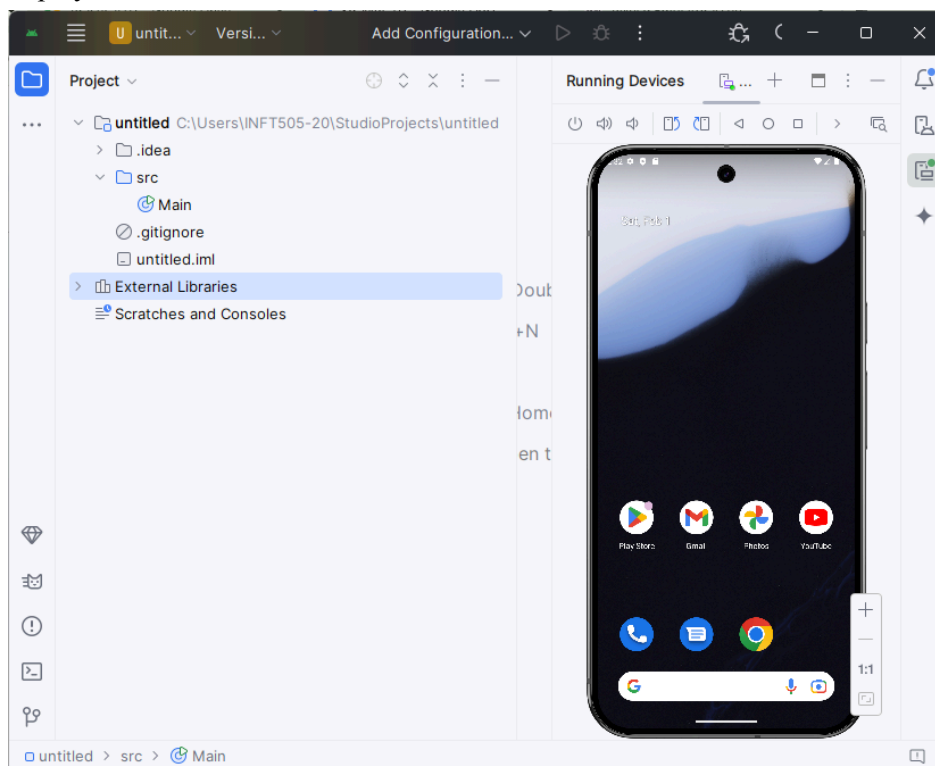 U untit... Versi... Add Configuration...
Project
Running Devices
untitled C:\Users\INFT505-20\StudioProjects\untitled
.idea
src
Main
.gitignore
untitled.iml
External Libraries
Scratches and Consoles
Doub
+N
Home
en t
Play Store Gmail Photos YouTube
G
1:1
untitled > src > Main